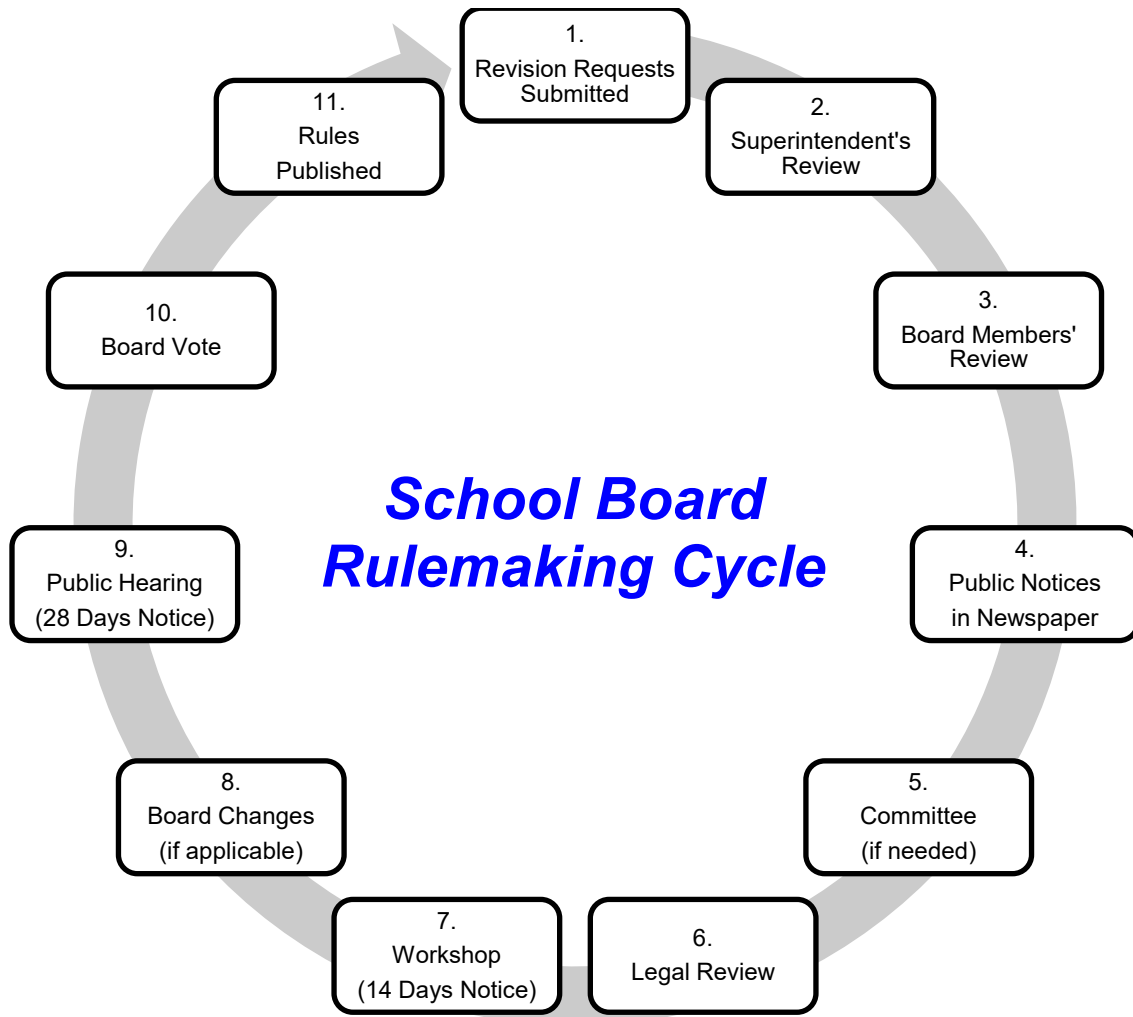 1.
Revision Requests
Submitted
2.
Superintendent's
Review
3.
Board Members'
Review
4.
Public Notices
in Newspaper
5.
Committee
(if needed)
6.
Legal Review
7.
Workshop
(14 Days Notice)
8.
Board Changes
(if applicable)
9.
Public Hearing
(28 Days Notice)
10.
Board Vote
11.
Rules
Published
School Board
Rulemaking Cycle